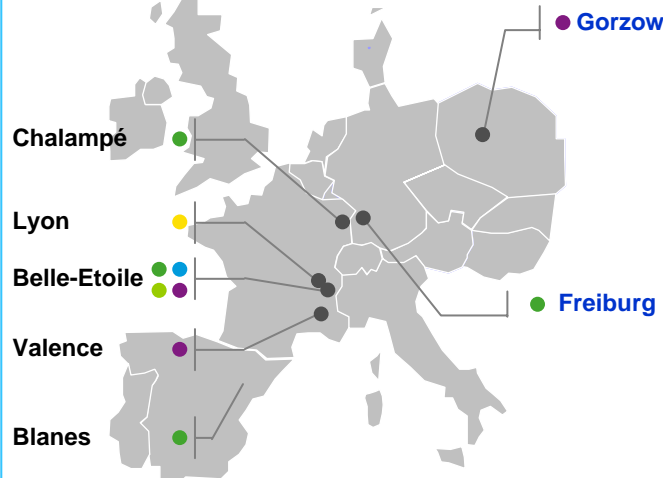 Gorzow
Chalampé
Lyon
Belle-Etoile
Freiburg
Valence
Blanes